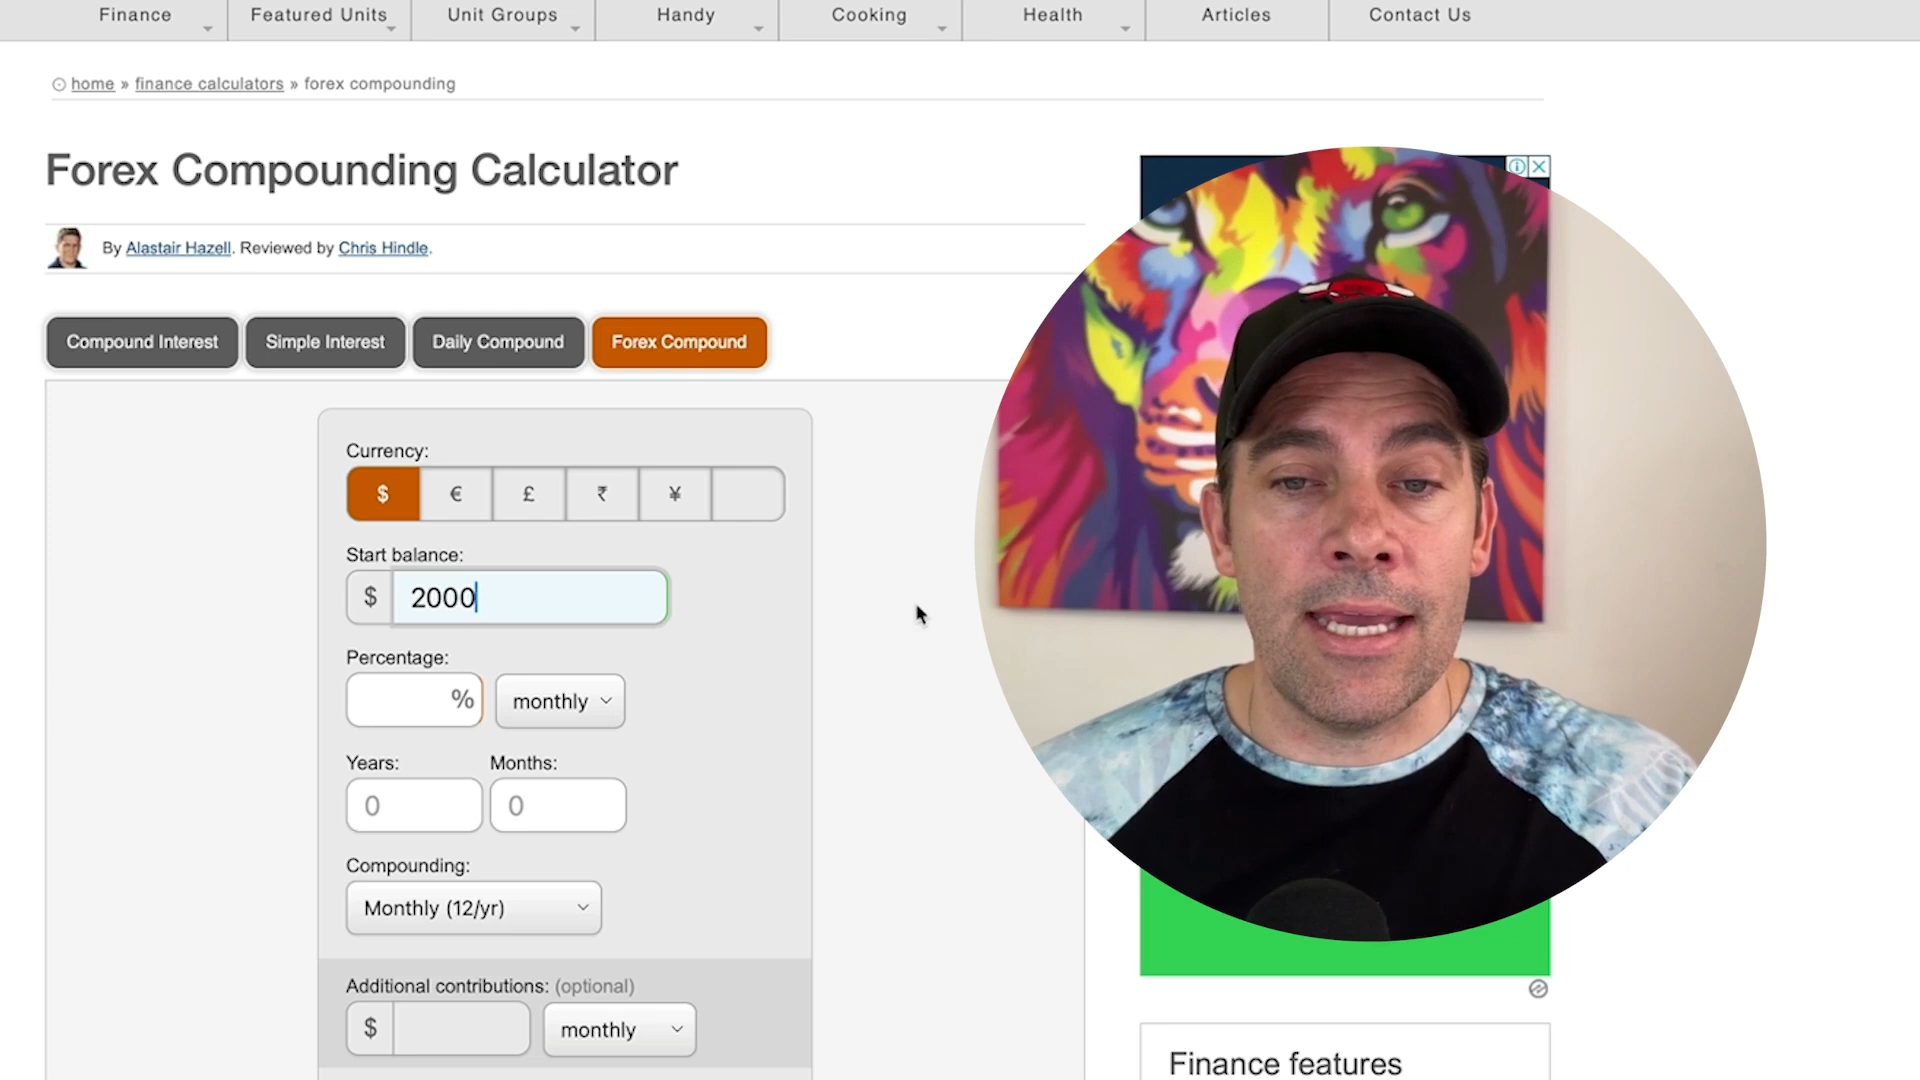 Finance Featured Units Unit Groups Handy Cooking Health Articles Contact Us
home » finance calculators » forex compounding
Forex Compounding Calculator
By Alastair Hazell. Reviewed by Chris Hindle.
Compound Interest Simple Interest Daily Compound Forex Compound
Currency:
$ € £ ₹ ¥
Start balance:
$ 2000
Percentage:
% monthly
Years: Months:
0 0
Compounding:
Monthly (12/yr)
Additional contributions: (optional)
$ monthly
Finance features